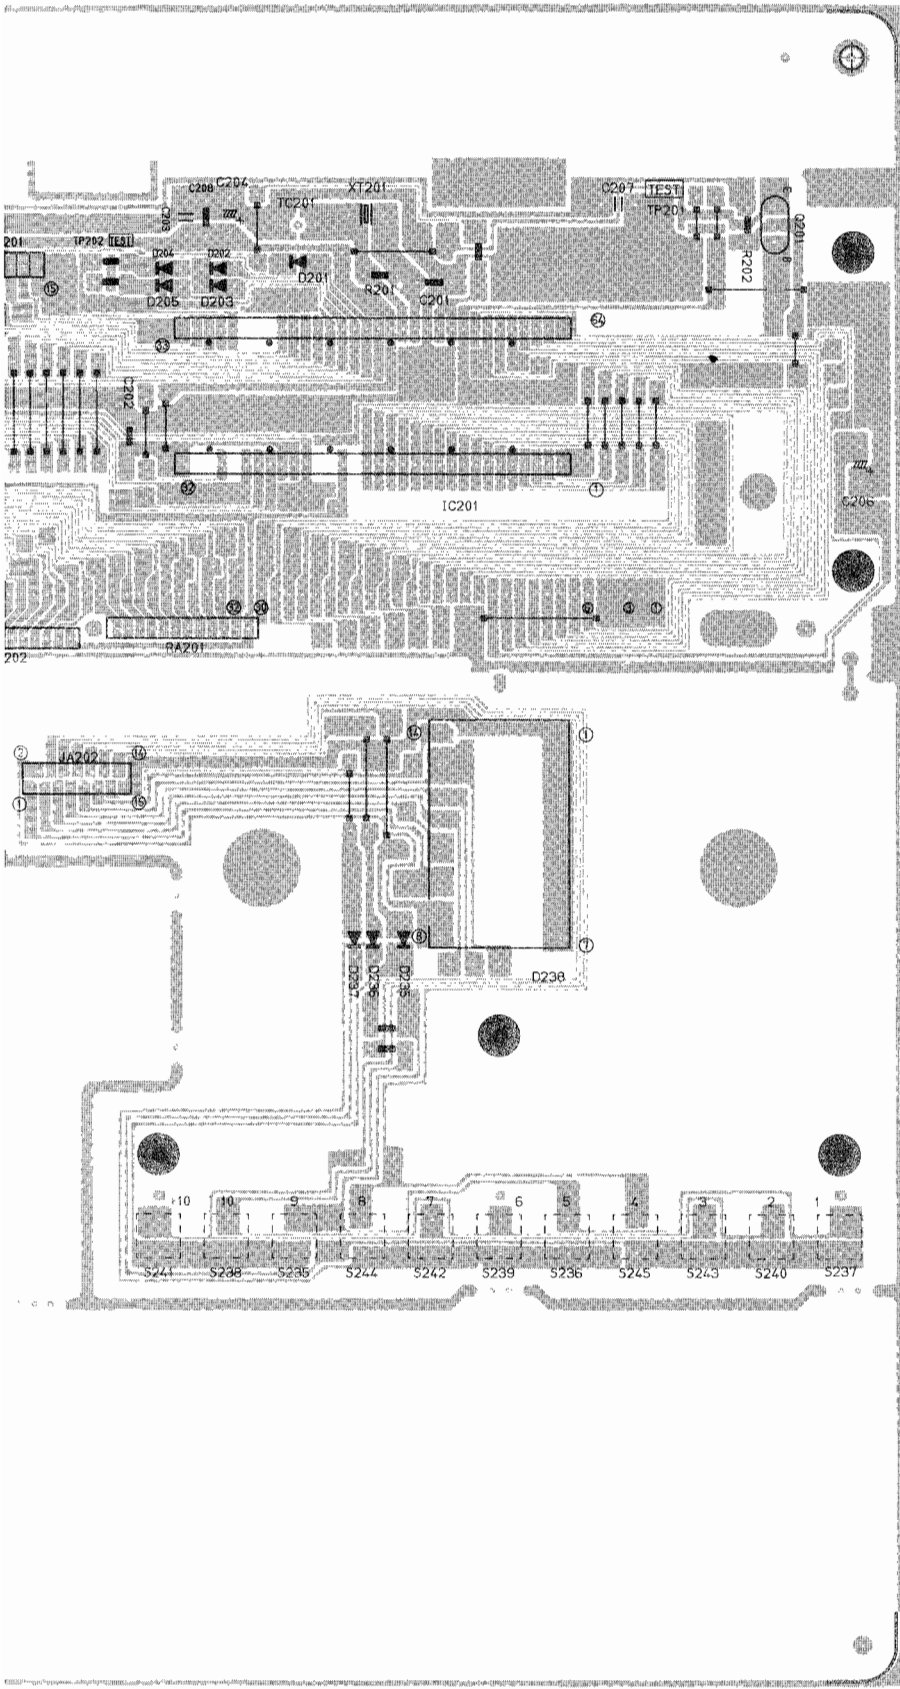 C208 C204 XT201 C207 TEST
C203 TC201 TP201 E
201 TP202 TEST D204 D202 Q201
D201 R202 B
15 D205 D203 R201 C201
33 64
C202
32 1
IC201 C206
32 30
202 RA201
2 JA202 14 14 1
1 15
8 7
D237 D236 D235 D238
+10 10 9 8 7 6 5 4 3 2 1
S241 S238 S235 S244 S242 S239 S236 S245 S243 S240 S237